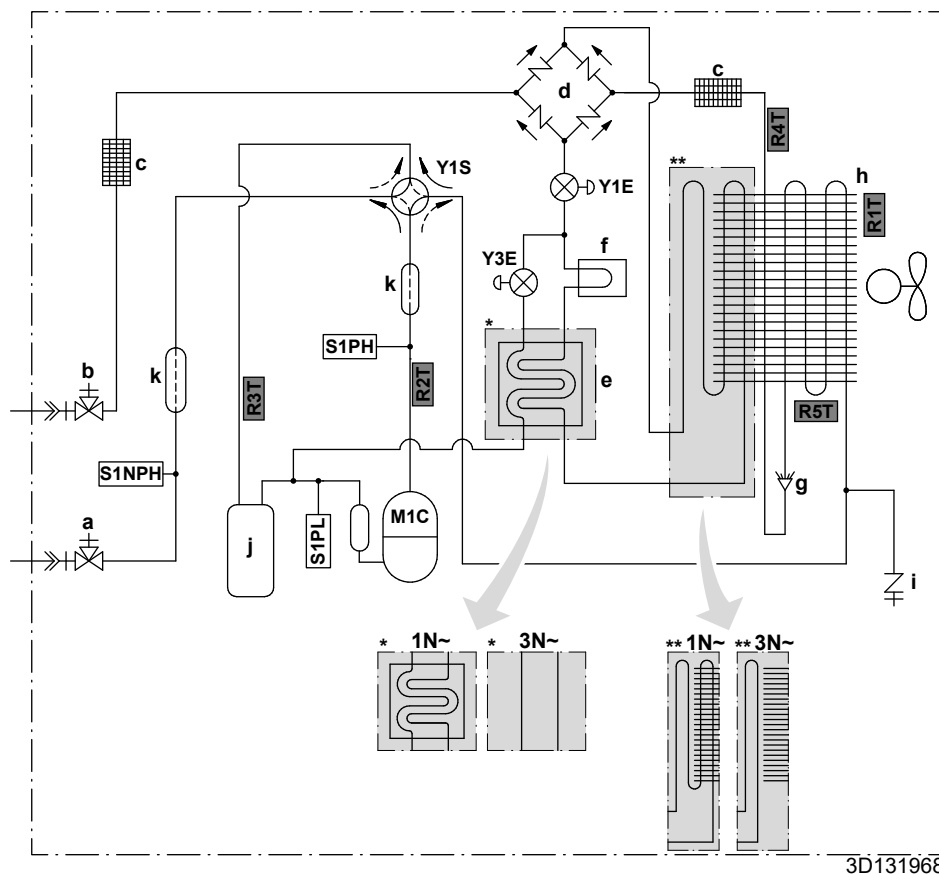 c
d
R4T
c
Y1S
**
h
R1T
Y1E
f
Y3E
k
S1PH
*
e
b
k
R3T
R2T
R5T
S1NPH
g
a
j
S1PL
M1C
i
* 1N~
* 3N~
** 1N~
** 3N~
3D131968